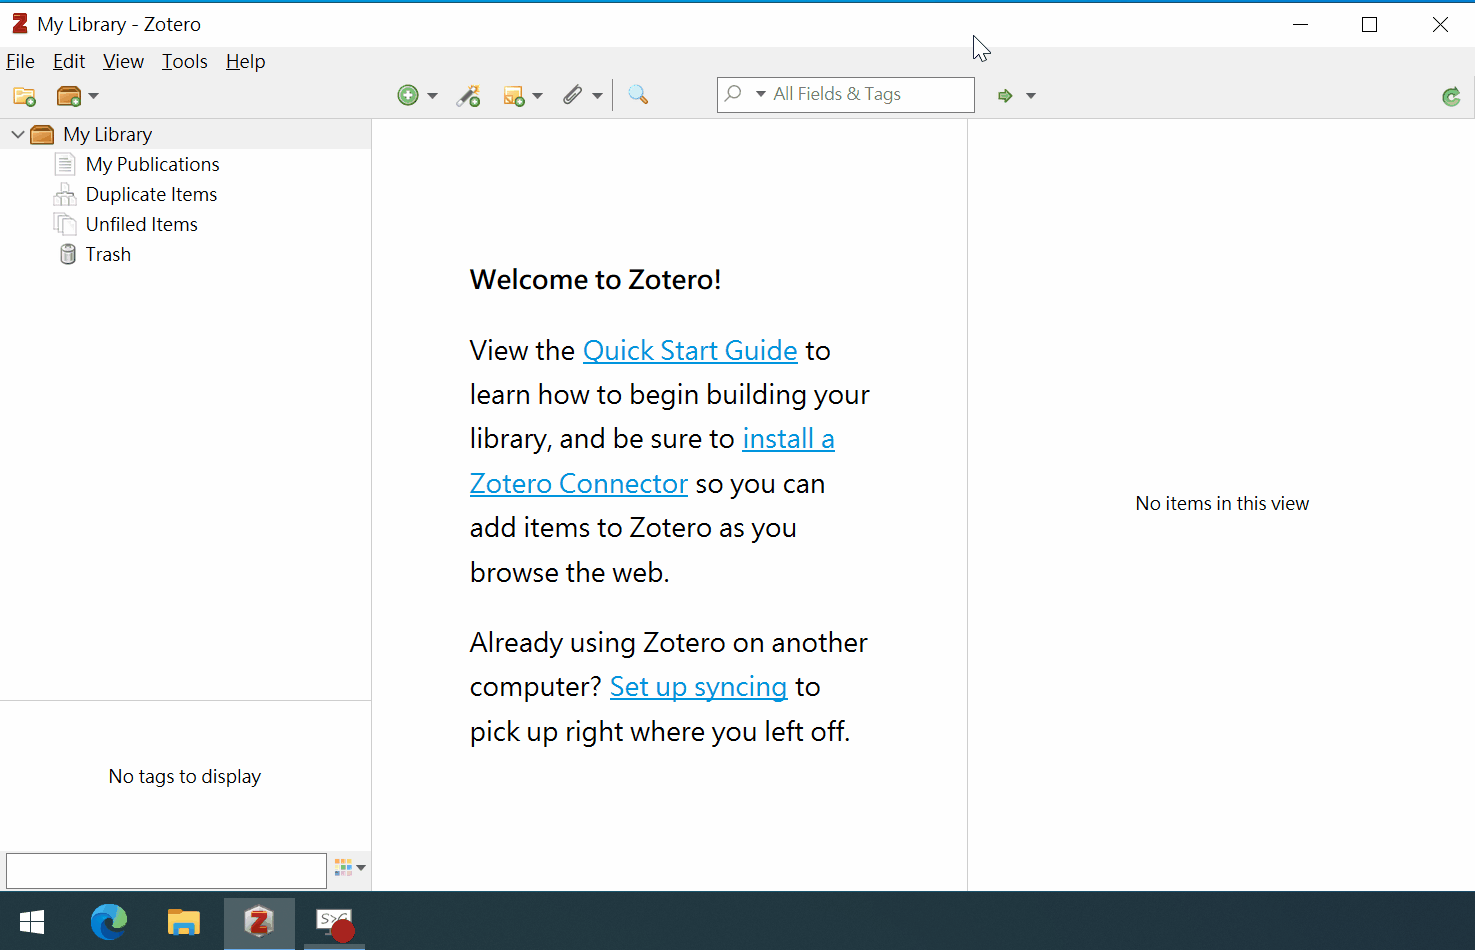 My Library - Zotero
File Edit View Tools Help
All Fields & Tags
My Library
My Publications
Duplicate Items
Unfiled Items
Trash
Welcome to Zotero!
View the Quick Start Guide to
learn how to begin building your
library, and be sure to install a
Zotero Connector so you can
add items to Zotero as you
browse the web.
Already using Zotero on another
computer? Set up syncing to
pick up right where you left off.
No items in this view
No tags to display
S>G